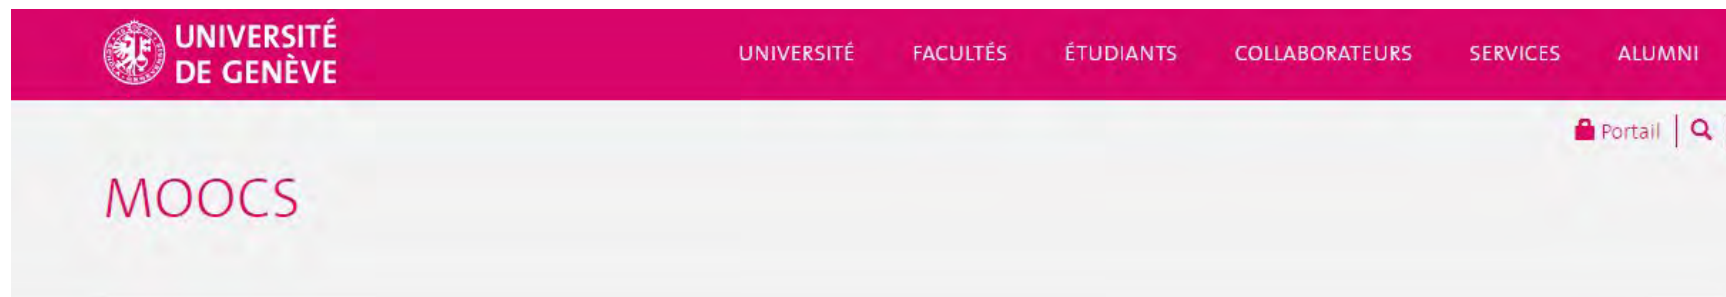 UNIVERSITÉ
DE GENÈVE
UNIVERSITÉ FACULTÉS ÉTUDIANTS COLLABORATEURS SERVICES ALUMNI
Portail
MOOCS